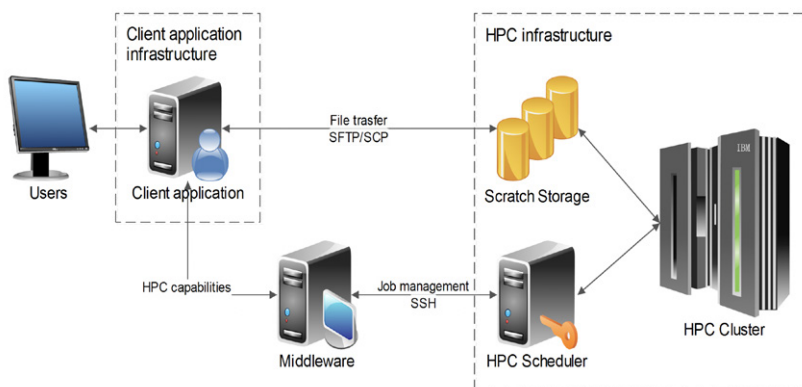 Client application
infrastructure
HPC infrastructure
File trasfer
SFTP/SCP
IBM
Users
Client application
Scratch Storage
HPC capabilities
Job management
SSH
Middleware
HPC Scheduler
HPC Cluster